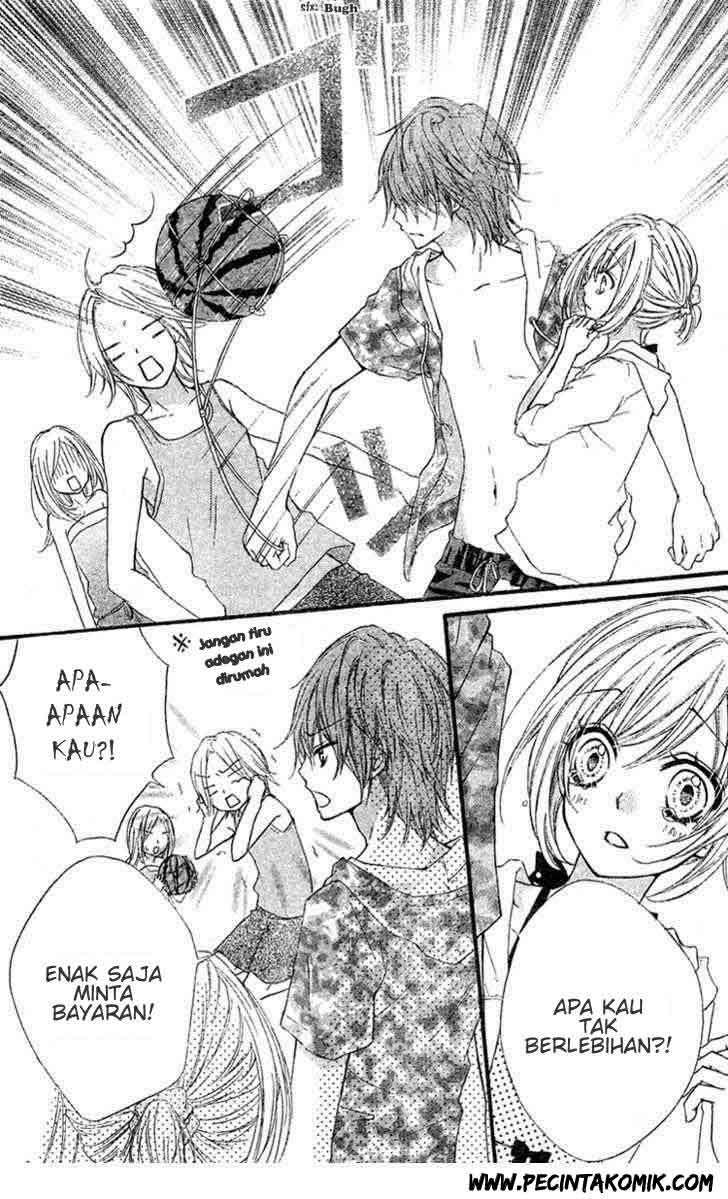 sfx: Bugh
コ"
Jangan tiru
adegan ini
dirumah
APA-
APAAN
KAU?!
ENAK SAJA
MINTA
BAYARAN!
APA KAU
TAK
BERLEBIHAN?!
WWW.PECINTAKOMIK.COM